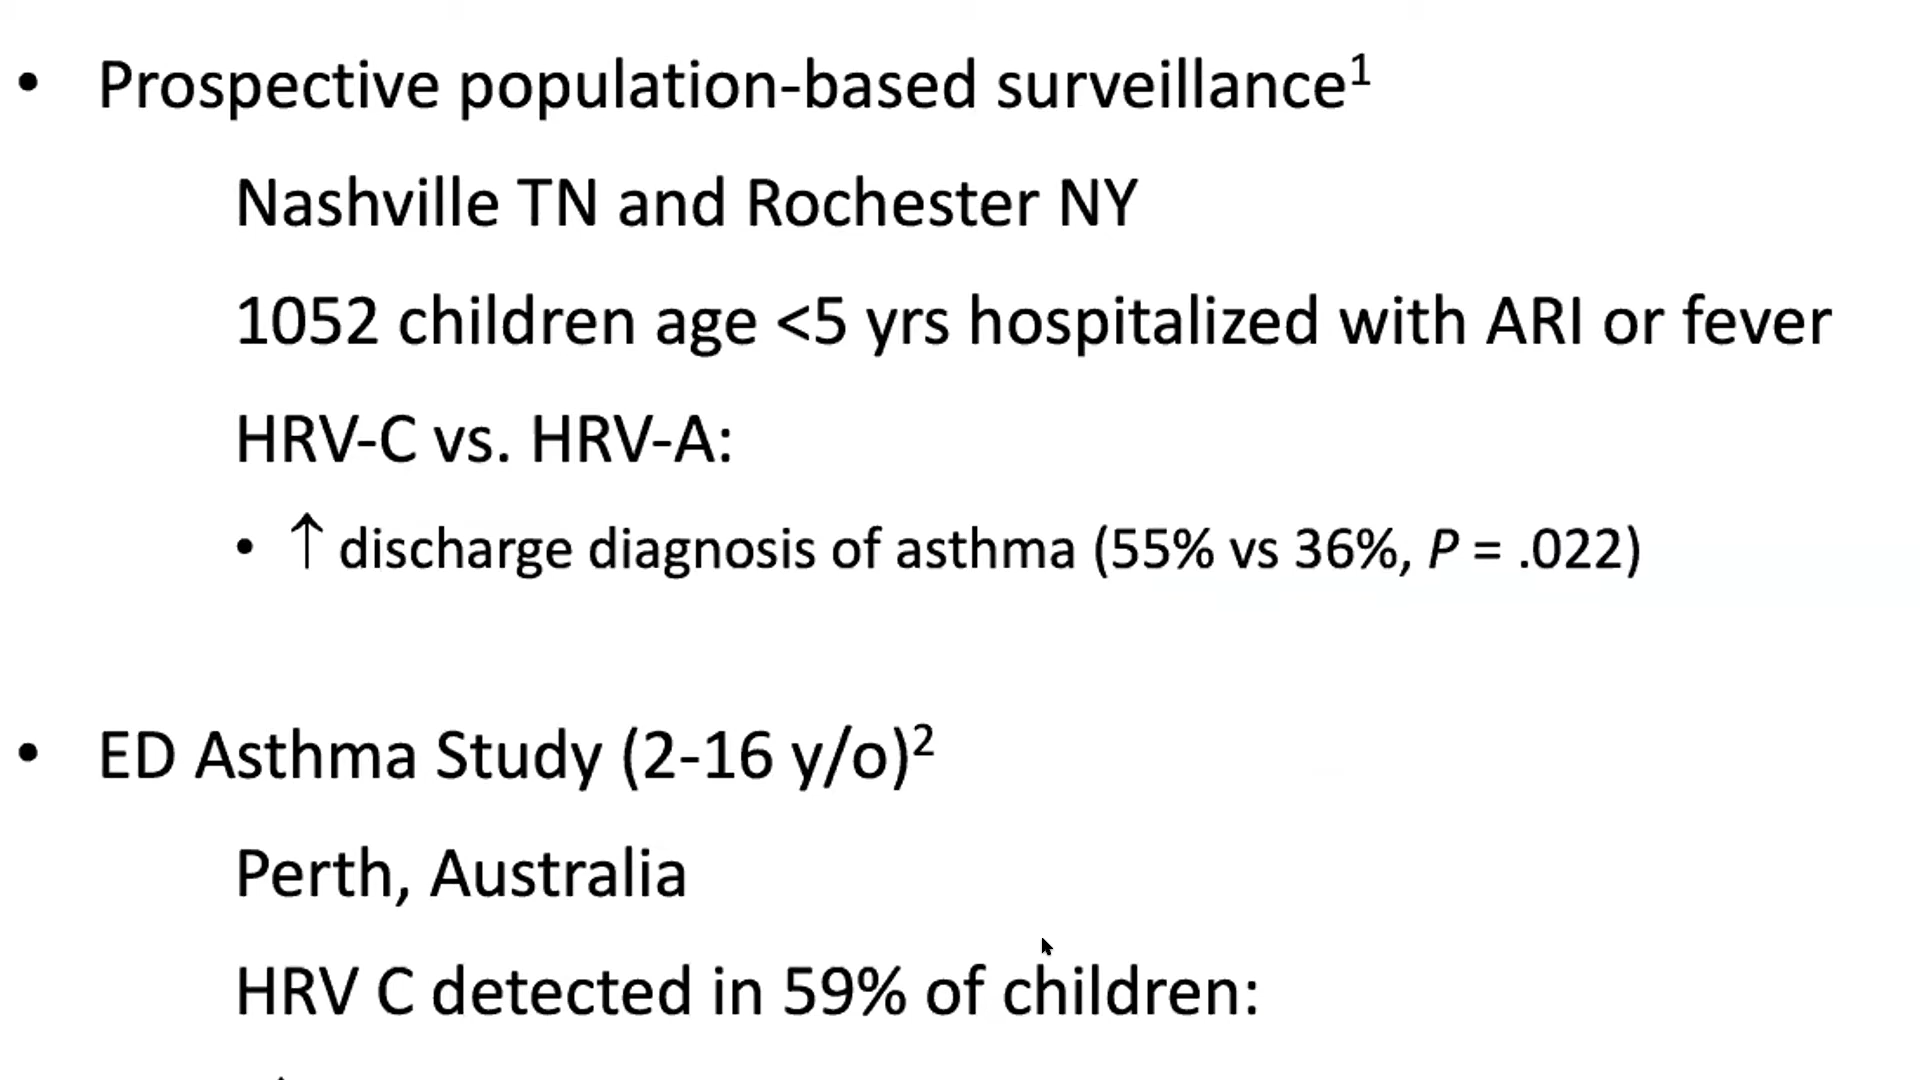 • Prospective population-based surveillance¹
Nashville TN and Rochester NY
1052 children age <5 yrs hospitalized with ARI or fever
HRV-C vs. HRV-A:
• ↑ discharge diagnosis of asthma (55% vs 36%, P = .022)
• ED Asthma Study (2-16 y/o)²
Perth, Australia
HRV C detected in 59% of children: